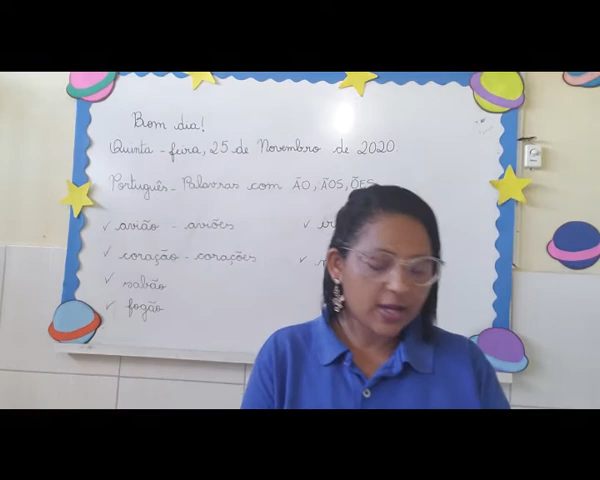 Bom dia!
Quinta-feira, 25 de Novembro de 2020.
Português - Palavras com ÃO, ÃOS, ÕES
✓ avião - aviões
✓ coração - corações
✓ sabão
✓ fogão